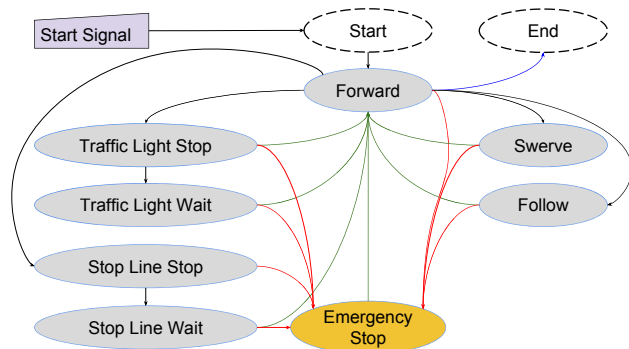 Start Signal
Start
End
Forward
Traffic Light Stop
Swerve
Traffic Light Wait
Follow
Stop Line Stop
Stop Line Wait
Emergency
Stop